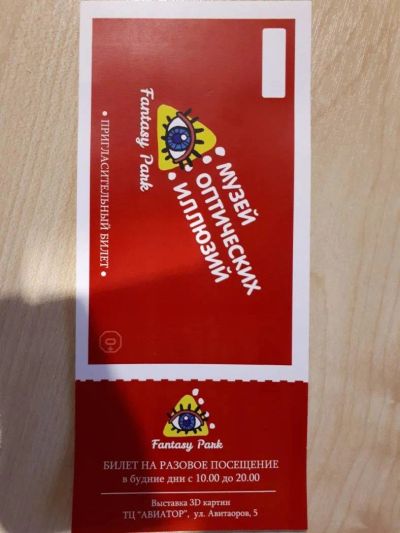 Fantasy Park
МУЗЕЙ
ОПТИЧЕСКИХ
ИЛЛЮЗИЙ
• ПРИГЛАСИТЕЛЬНЫЙ БИЛЕТ •
0+
Fantasy Park
БИЛЕТ НА РАЗОВОЕ ПОСЕЩЕНИЕ
в будние дни с 10.00 до 20.00
Выставка 3D картин
ТЦ "АВИАТОР", ул. Авитаоров, 5